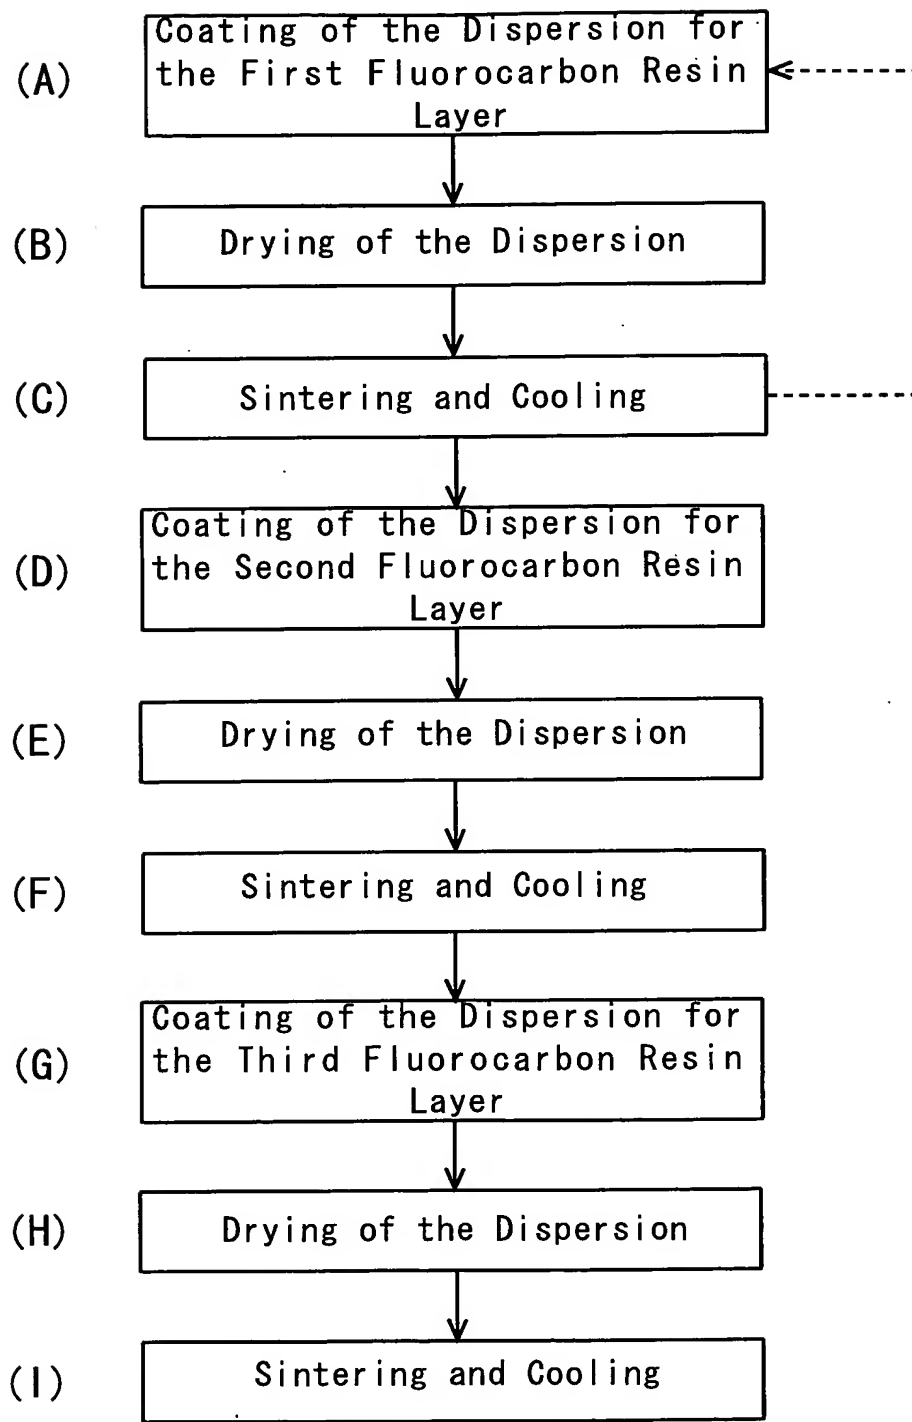 (A)
Coating of the Dispersion for
the First Fluorocarbon Resin
Layer
(B)
Drying of the Dispersion
(C)
Sintering and Cooling
(D)
Coating of the Dispersion for
the Second Fluorocarbon Resin
Layer
(E)
Drying of the Dispersion
(F)
Sintering and Cooling
(G)
Coating of the Dispersion for
the Third Fluorocarbon Resin
Layer
(H)
Drying of the Dispersion
(I)
Sintering and Cooling